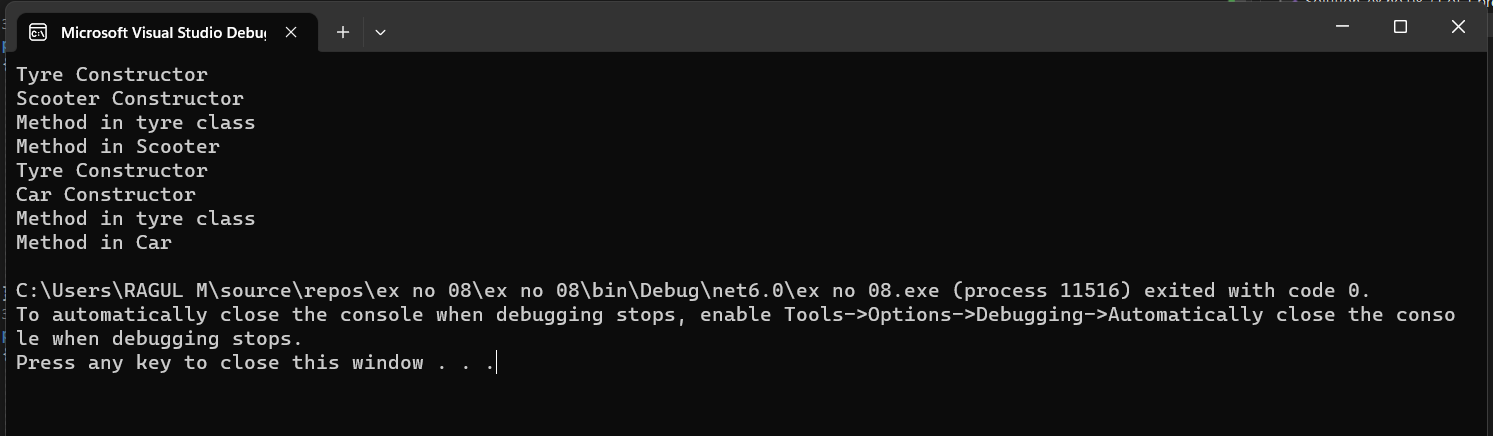 Microsoft Visual Studio Debug
Tyre Constructor
Scooter Constructor
Method in tyre class
Method in Scooter
Tyre Constructor
Car Constructor
Method in tyre class
Method in Car
C:\Users\RAGUL M\source\repos\ex no 08\ex no 08\bin\Debug\net6.0\ex no 08.exe (process 11516) exited with code 0.
To automatically close the console when debugging stops, enable Tools->Options->Debugging->Automatically close the conso
le when debugging stops.
Press any key to close this window . . .